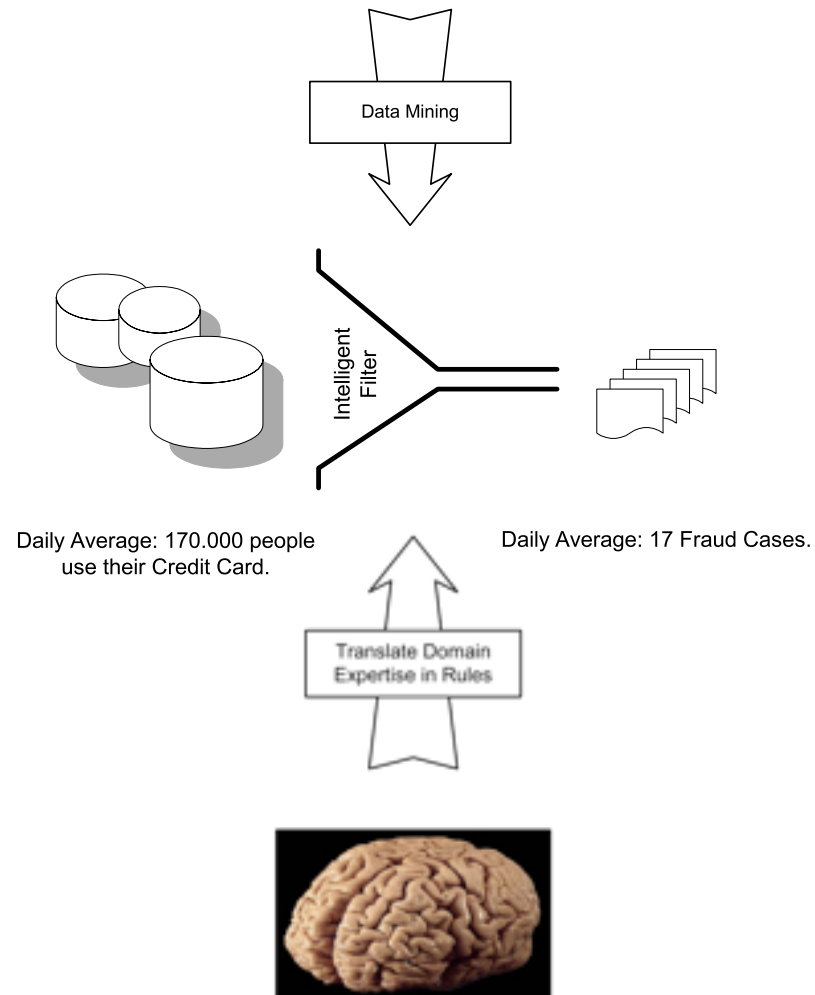 Data Mining
Intelligent
Filter
Daily Average: 170.000 people
use their Credit Card.
Daily Average: 17 Fraud Cases.
Translate Domain
Expertise in Rules